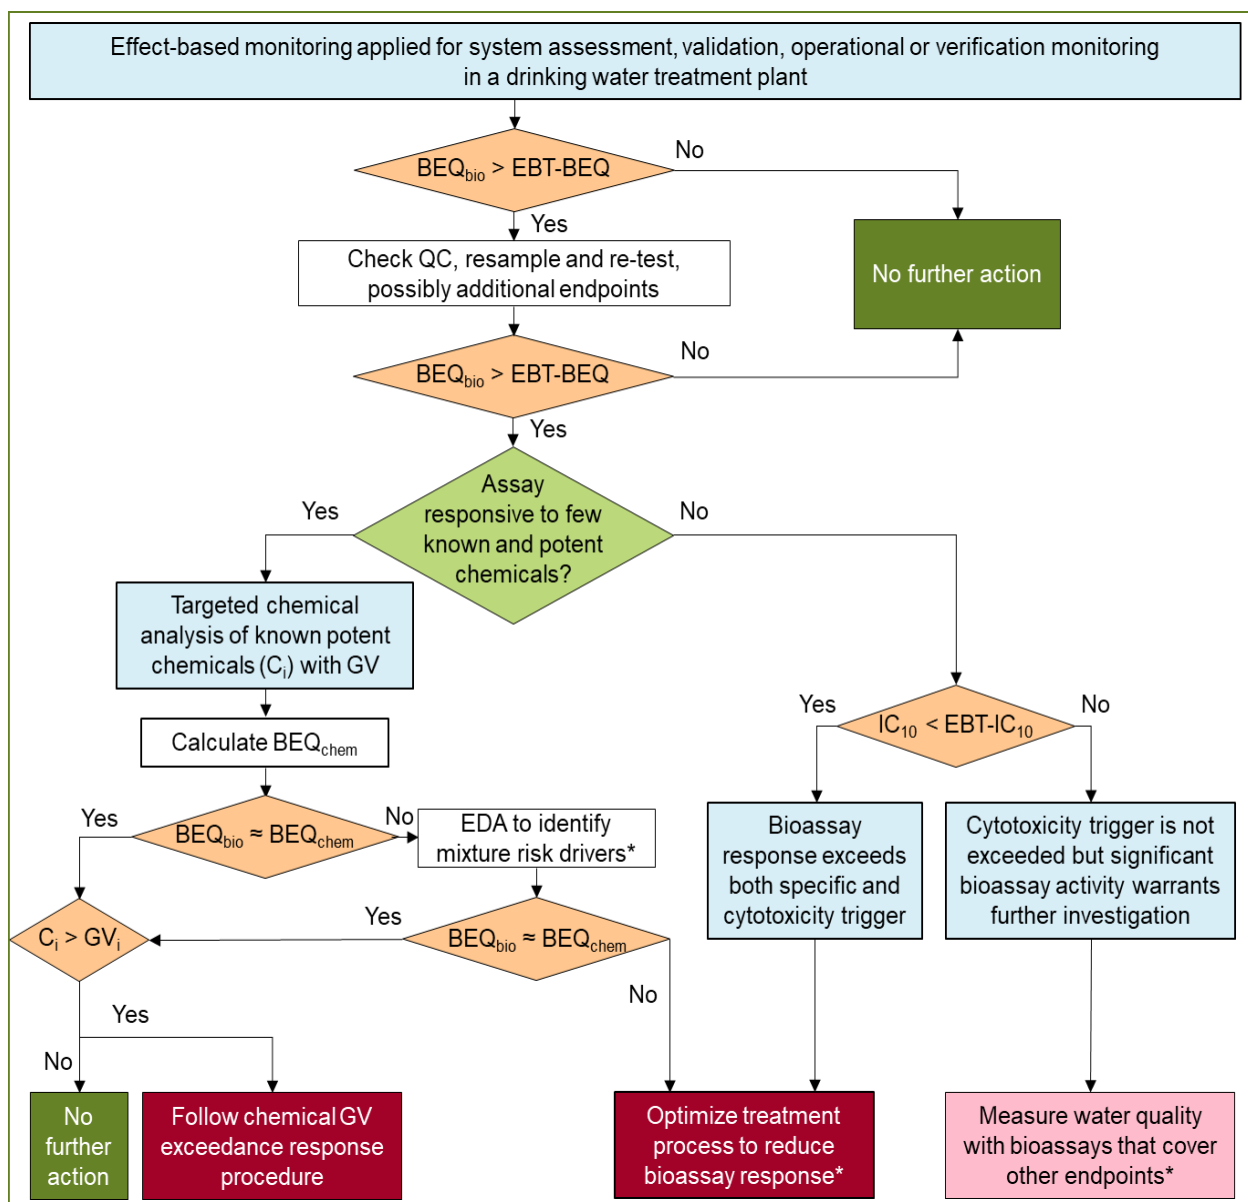 Effect-based monitoring applied for system assessment, validation, operational or verification monitoring
in a drinking water treatment plant
BEQbio > EBT-BEQ
No
Yes
Check QC, resample and re-test,
possibly additional endpoints
No further action
BEQbio > EBT-BEQ
No
Yes
Assay
responsive to few
known and potent
chemicals?
Yes
No
Targeted chemical
analysis of known potent
chemicals (Ci) with GV
Calculate BEQchem
IC10 < EBT-IC10
Yes
No
BEQbio ≈ BEQchem
Yes
No
EDA to identify
mixture risk drivers*
Bioassay
response exceeds
both specific and
cytotoxicity trigger
Cytotoxicity trigger is not
exceeded but significant
bioassay activity warrants
further investigation
Ci > GVi
Yes
BEQbio ≈ BEQchem
No
Yes
No
No
further
action
Follow chemical GV
exceedance response
procedure
Optimize treatment
process to reduce
bioassay response*
Measure water quality
with bioassays that cover
other endpoints*